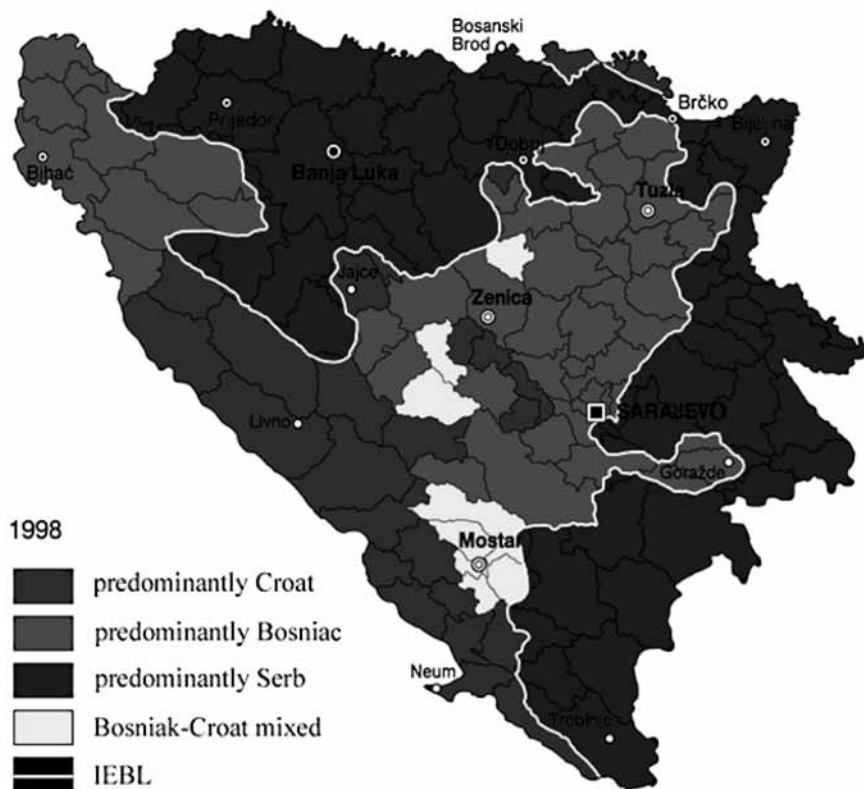 Bosanski
Brod
Brčko
Prijedor
Bijeljina
Doboj
Banja Luka
Bihać
Tuzla
Jajce
Zenica
SARAJEVO
Livno
Goražde
1998
Mostar
predominantly Croat
predominantly Bosniac
predominantly Serb
Neum
Bosniak-Croat mixed
Trebinje
IEBL